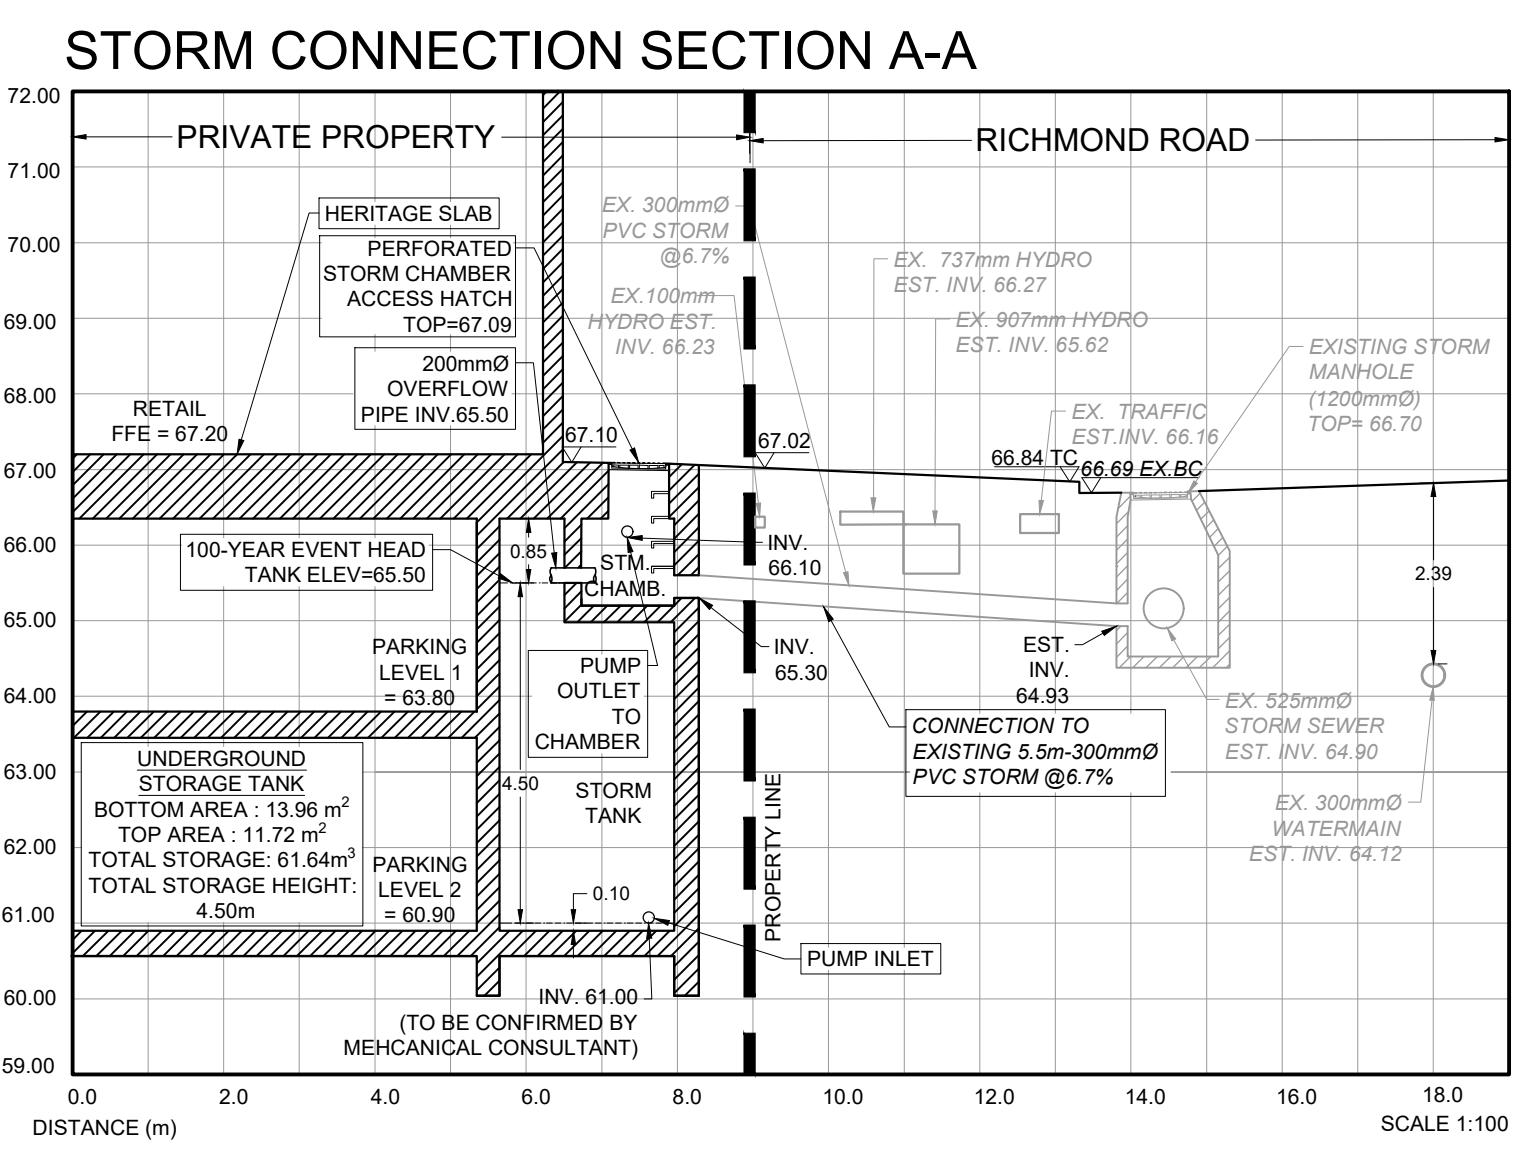 STORM CONNECTION SECTION A-A
72.00
71.00
70.00
69.00
68.00
67.00
66.00
65.00
64.00
63.00
62.00
61.00
60.00
59.00
PRIVATE PROPERTY
RICHMOND ROAD
HERITAGE SLAB
PERFORATED
STORM CHAMBER
ACCESS HATCH
TOP=67.09
200mmØ
OVERFLOW
PIPE INV.65.50
RETAIL
FFE = 67.20
EX. 300mmØ
PVC STORM
@6.7%
EX.100mm
HYDRO EST.
INV. 66.23
EX. 737mm HYDRO
EST. INV. 66.27
EX. 907mm HYDRO
EST. INV. 65.62
EX. TRAFFIC
EST.INV. 66.16
EXISTING STORM
MANHOLE
(1200mmØ)
TOP= 66.70
67.10
67.02
66.84 TC
66.69 EX.BC
100-YEAR EVENT HEAD
TANK ELEV=65.50
0.85
STM.
CHAMB.
INV.
66.10
2.39
PARKING
LEVEL 1
= 63.80
PUMP
OUTLET
TO
CHAMBER
INV.
65.30
EST.
INV.
64.93
CONNECTION TO
EXISTING 5.5m-300mmØ
PVC STORM @6.7%
EX. 525mmØ
STORM SEWER
EST. INV. 64.90
EX. 300mmØ
WATERMAIN
EST. INV. 64.12
UNDERGROUND
STORAGE TANK
BOTTOM AREA : 13.96 m²
TOP AREA : 11.72 m²
TOTAL STORAGE: 61.64m³
TOTAL STORAGE HEIGHT:
4.50m
PARKING
LEVEL 2
= 60.90
4.50
STORM
TANK
0.10
PROPERTY LINE
PUMP INLET
INV. 61.00
(TO BE CONFIRMED BY
MEHCANICAL CONSULTANT)
0.0
2.0
4.0
6.0
8.0
10.0
12.0
14.0
16.0
18.0
DISTANCE (m)
SCALE 1:100